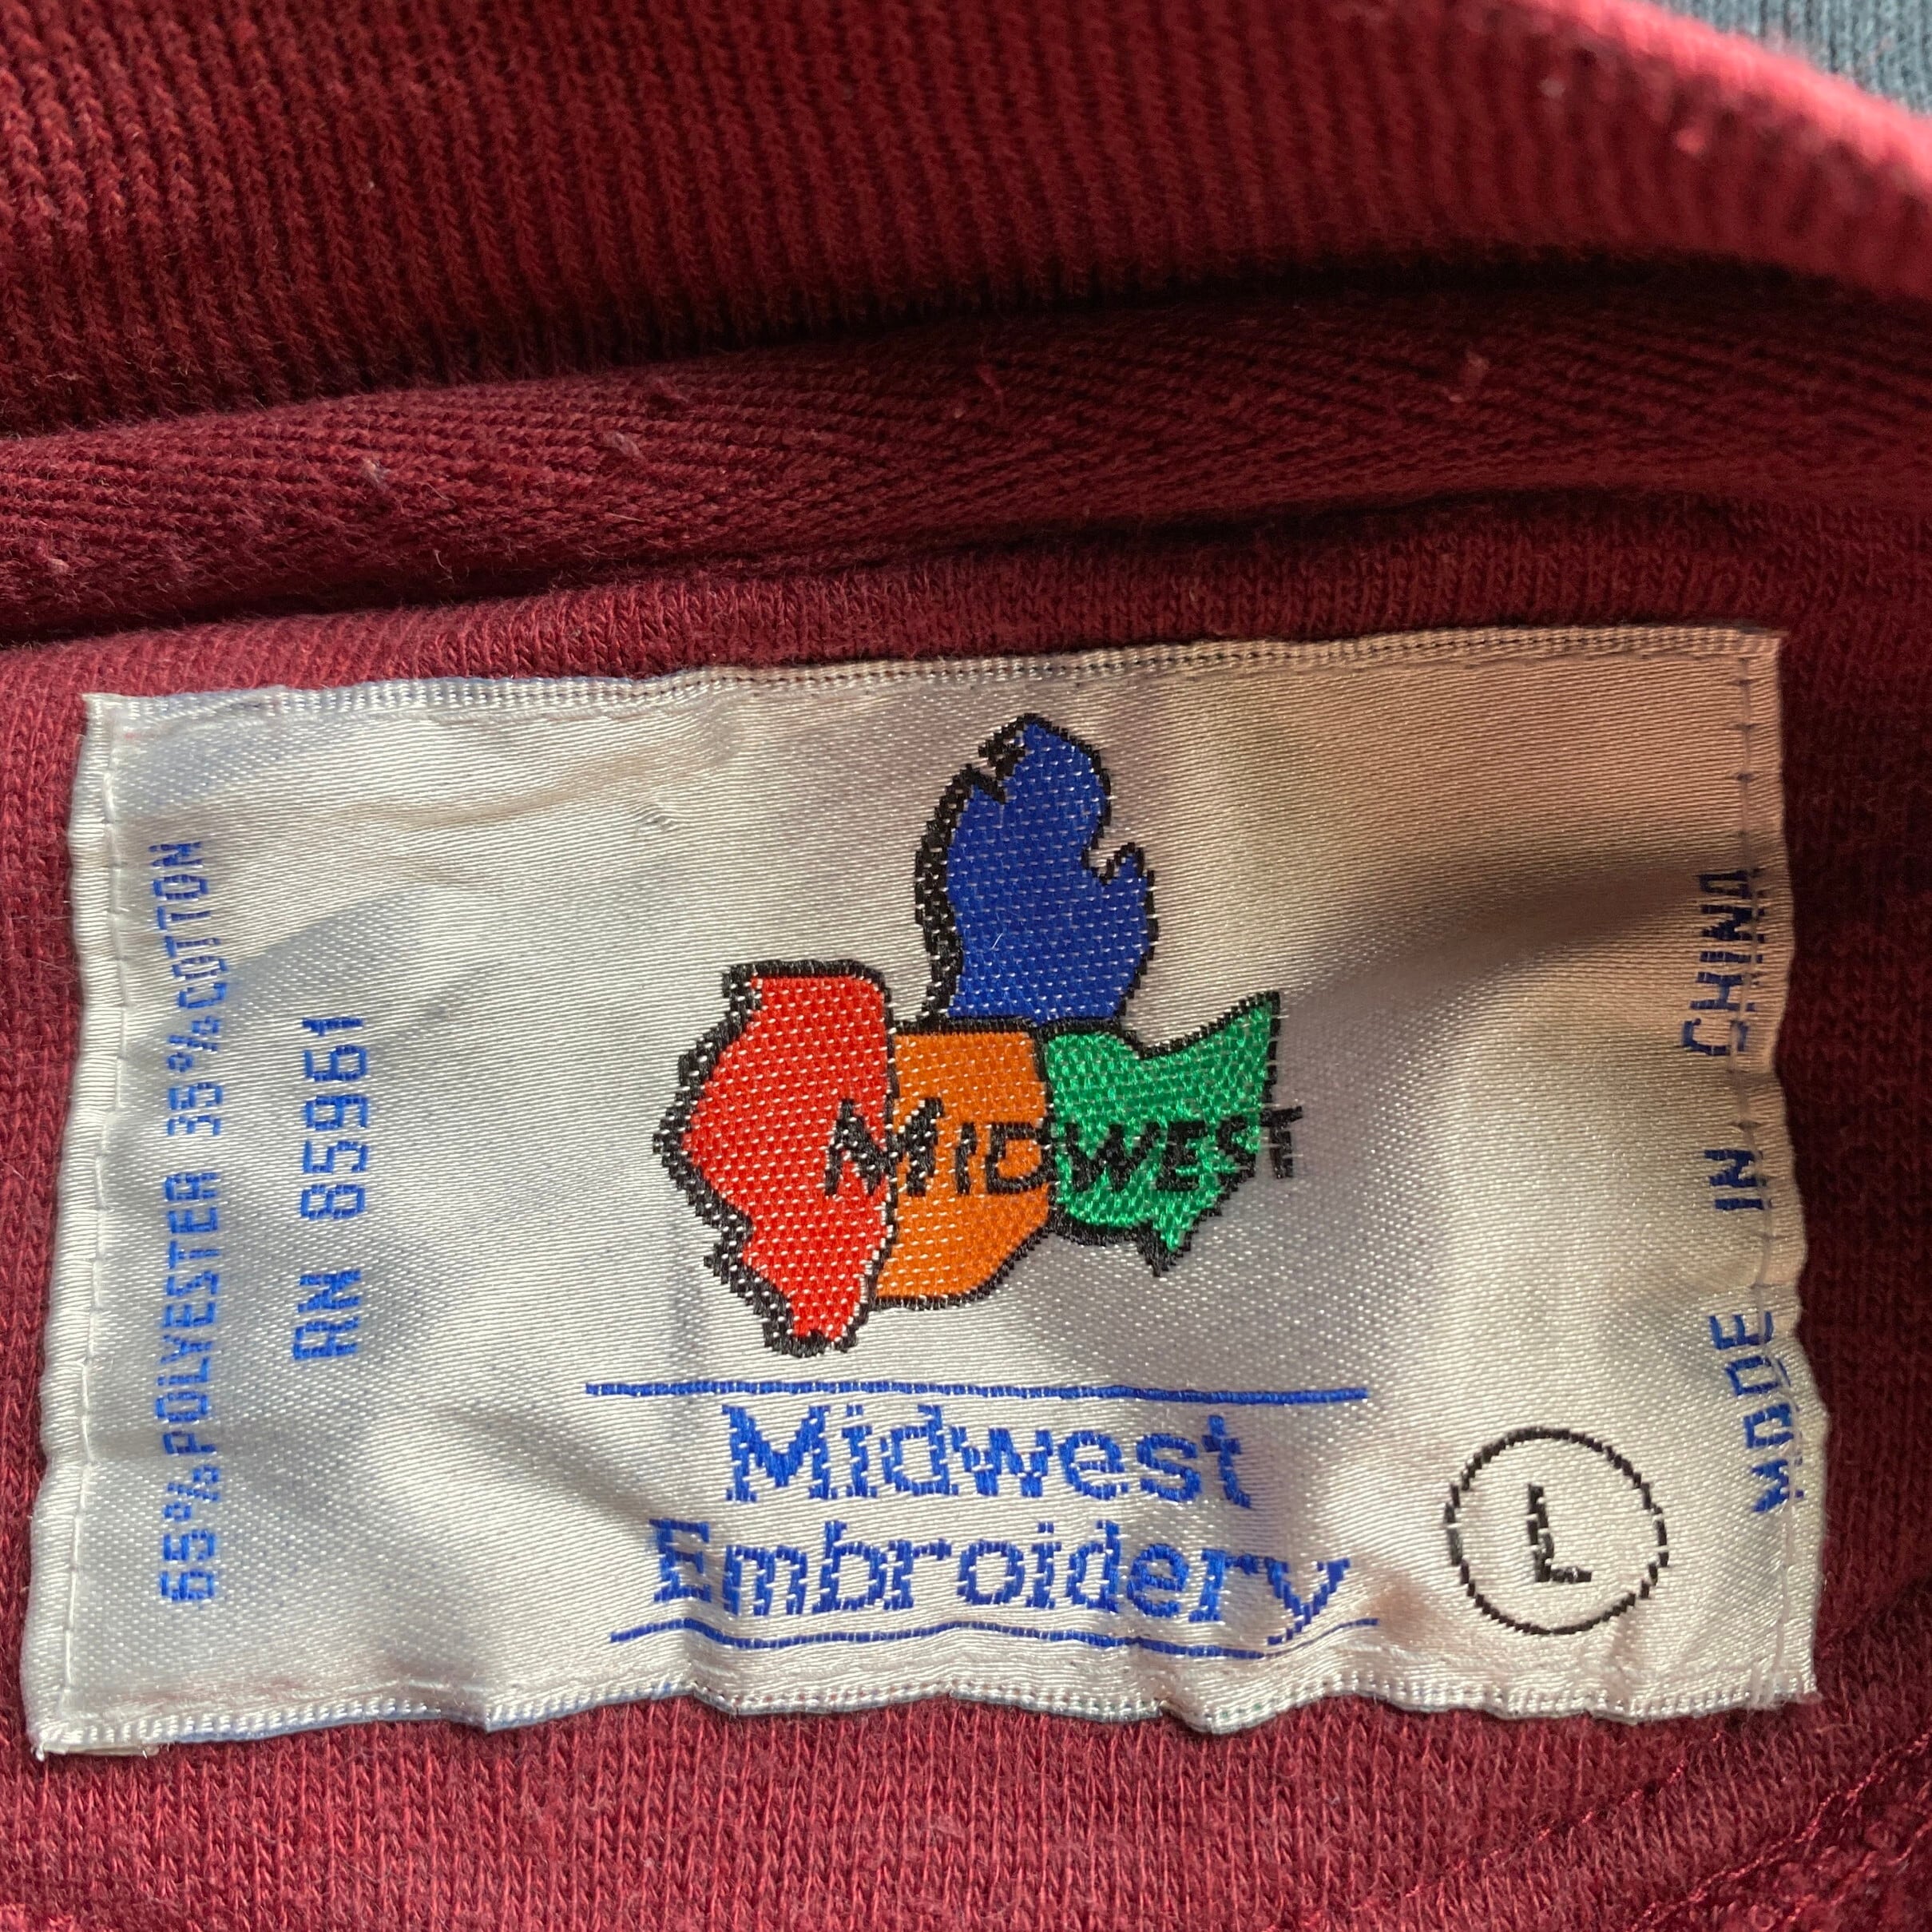 65%POLYESTER 35%COTTON
RN 85961
MIDWEST
Midwest
Embroidery
L
MADE IN CHINA